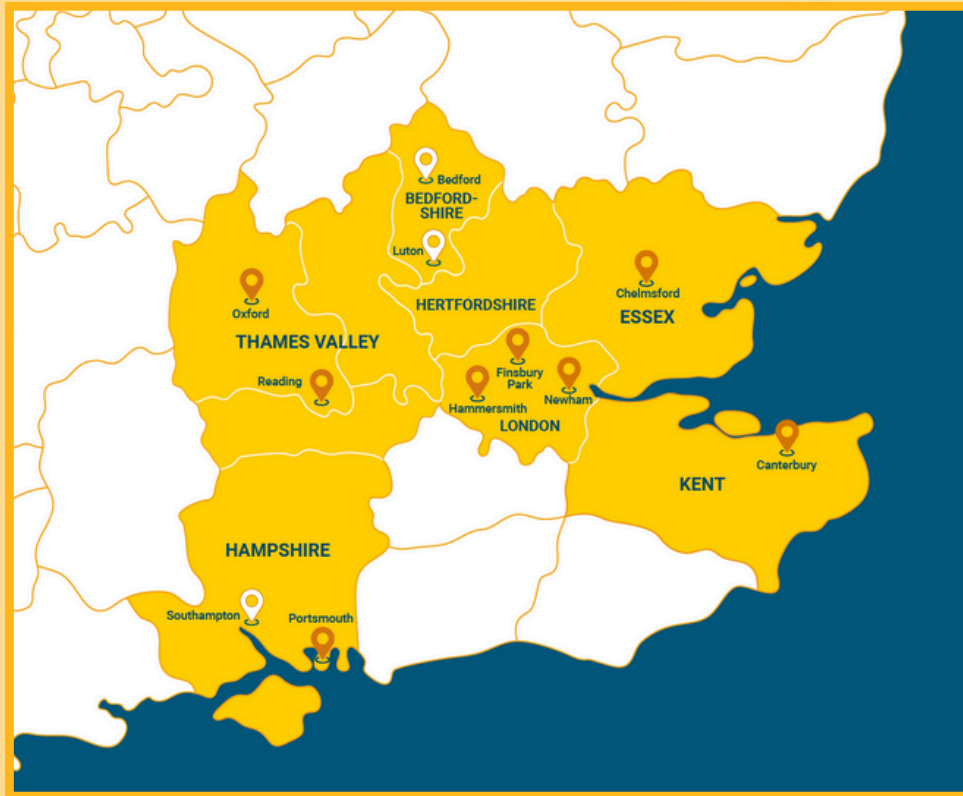 Bedford
BEDFORD-
SHIRE
Luton
Oxford
HERTFORDSHIRE
Chelmsford
ESSEX
THAMES VALLEY
Finsbury
Park
Reading
Hammersmith
Newham
LONDON
Canterbury
KENT
HAMPSHIRE
Southampton
Portsmouth